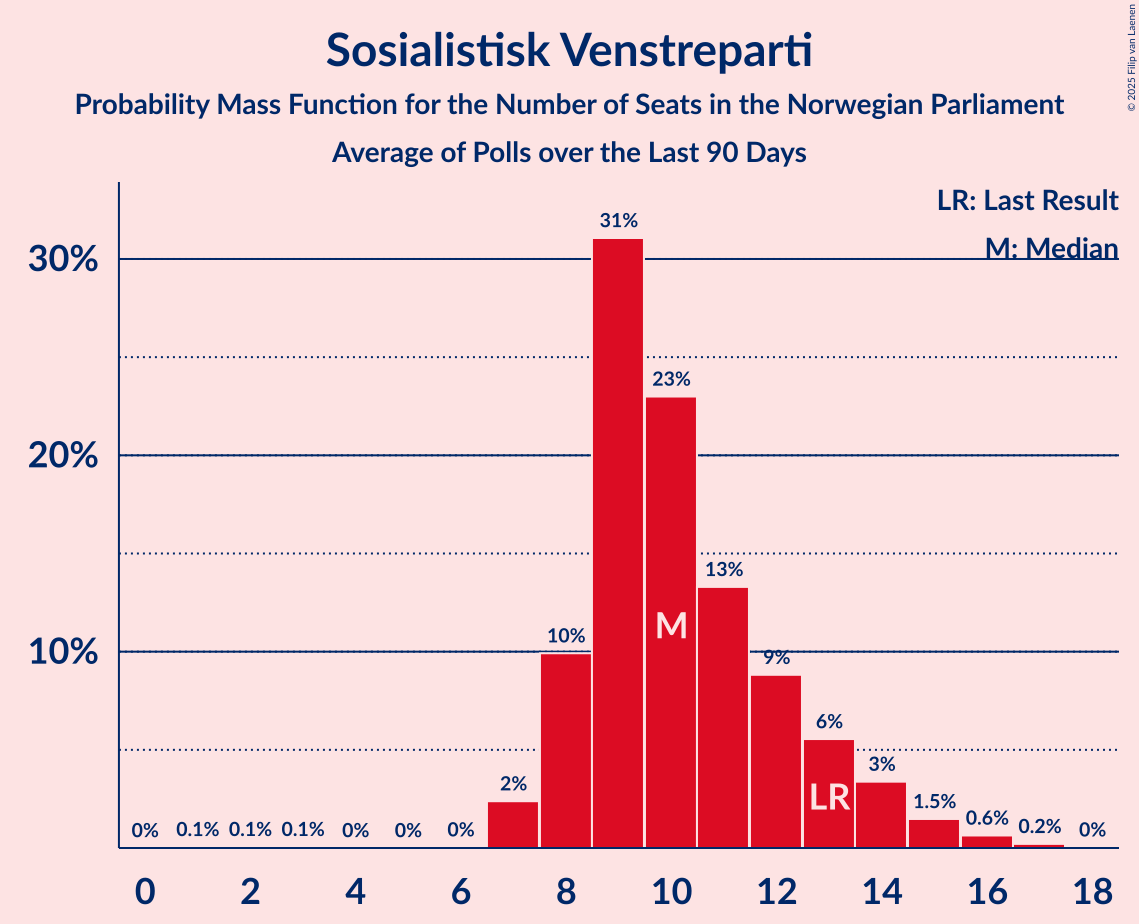 Sosialistisk Venstreparti
Probability Mass Function for the Number of Seats in the Norwegian Parliament
Average of Polls over the Last 90 Days
© 2025 Filip van Laenen
LR: Last Result
M: Median
30%
20%
10%
0%
0.1%
0.1%
0.1%
0%
0%
0%
2%
10%
31%
23%
13%
9%
6%
3%
1.5%
0.6%
0.2%
0%
M
LR
0 2 4 6 8 10 12 14 16 18